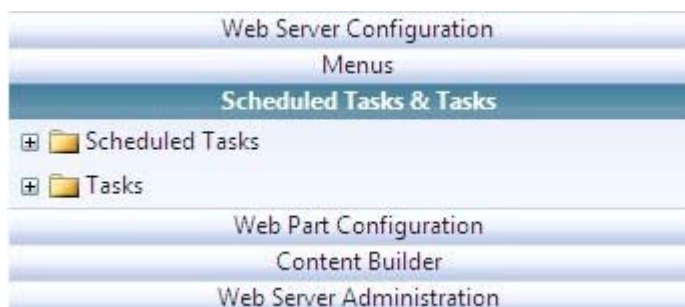 Web Server Configuration
Menus
Scheduled Tasks & Tasks
Scheduled Tasks
Tasks
Web Part Configuration
Content Builder
Web Server Administration